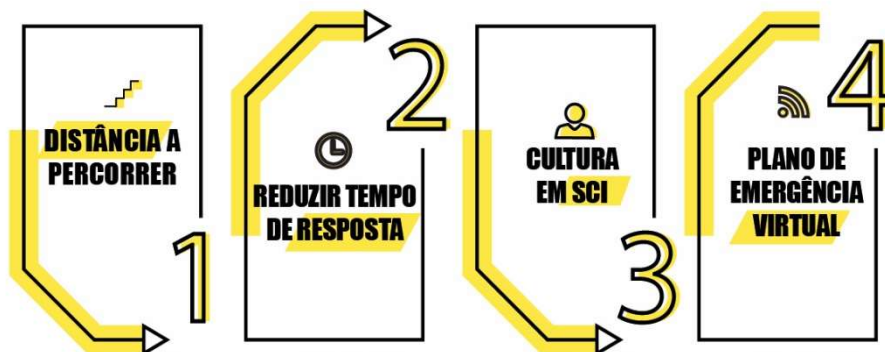 DISTÂNCIA A
PERCORRER
1
2
REDUZIR TEMPO
DE RESPOSTA
CULTURA
EM SCI
3
4
PLANO DE
EMERGÊNCIA
VIRTUAL